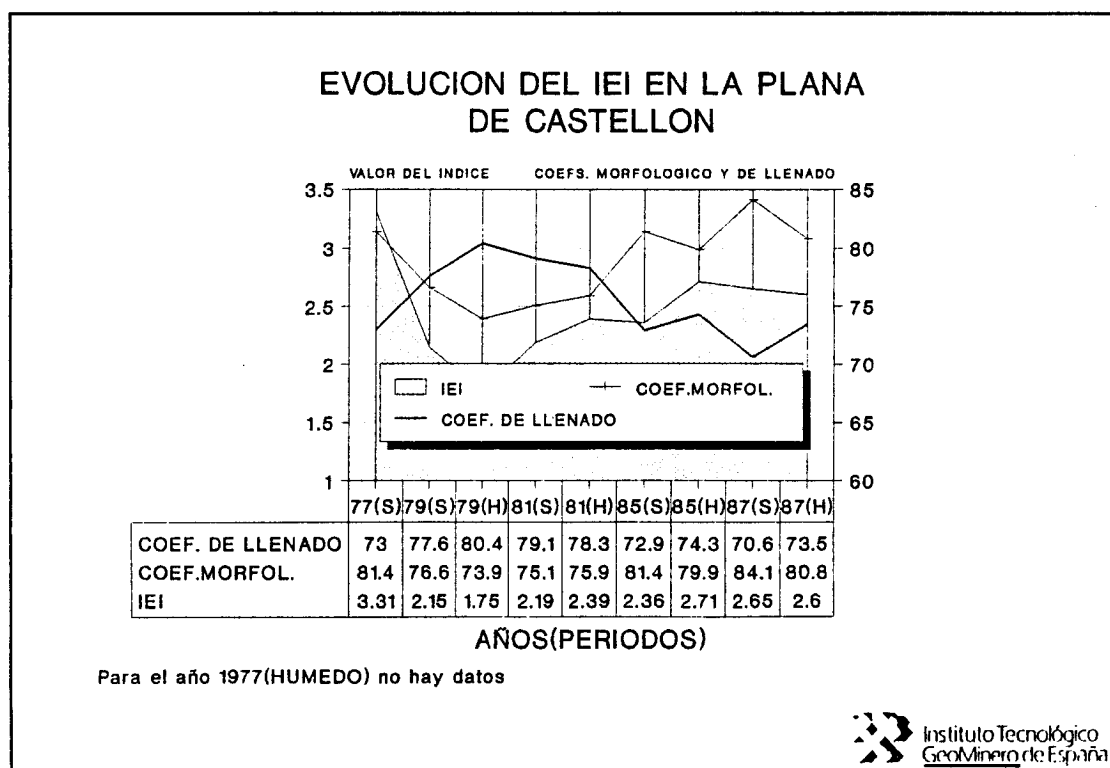 EVOLUCION DEL IEI EN LA PLANA
DE CASTELLON
VALOR DEL INDICE COEFS. MORFOLOGICO Y DE LLENADO
3.5 85
3 80
2.5 75
2 70
1.5 65
1 60
IEI COEF.MORFOL.
COEF. DE LLENADO
77(S) 79(S) 79(H) 81(S) 81(H) 85(S) 85(H) 87(S) 87(H)
COEF. DE LLENADO 73 77.6 80.4 79.1 78.3 72.9 74.3 70.6 73.5
COEF.MORFOL. 81.4 76.6 73.9 75.1 75.9 81.4 79.9 84.1 80.8
IEI 3.31 2.15 1.75 2.19 2.39 2.36 2.71 2.65 2.6
AÑOS(PERIODOS)
Para el año 1977(HUMEDO) no hay datos
Instituto Tecnológico
GeoMinero de España